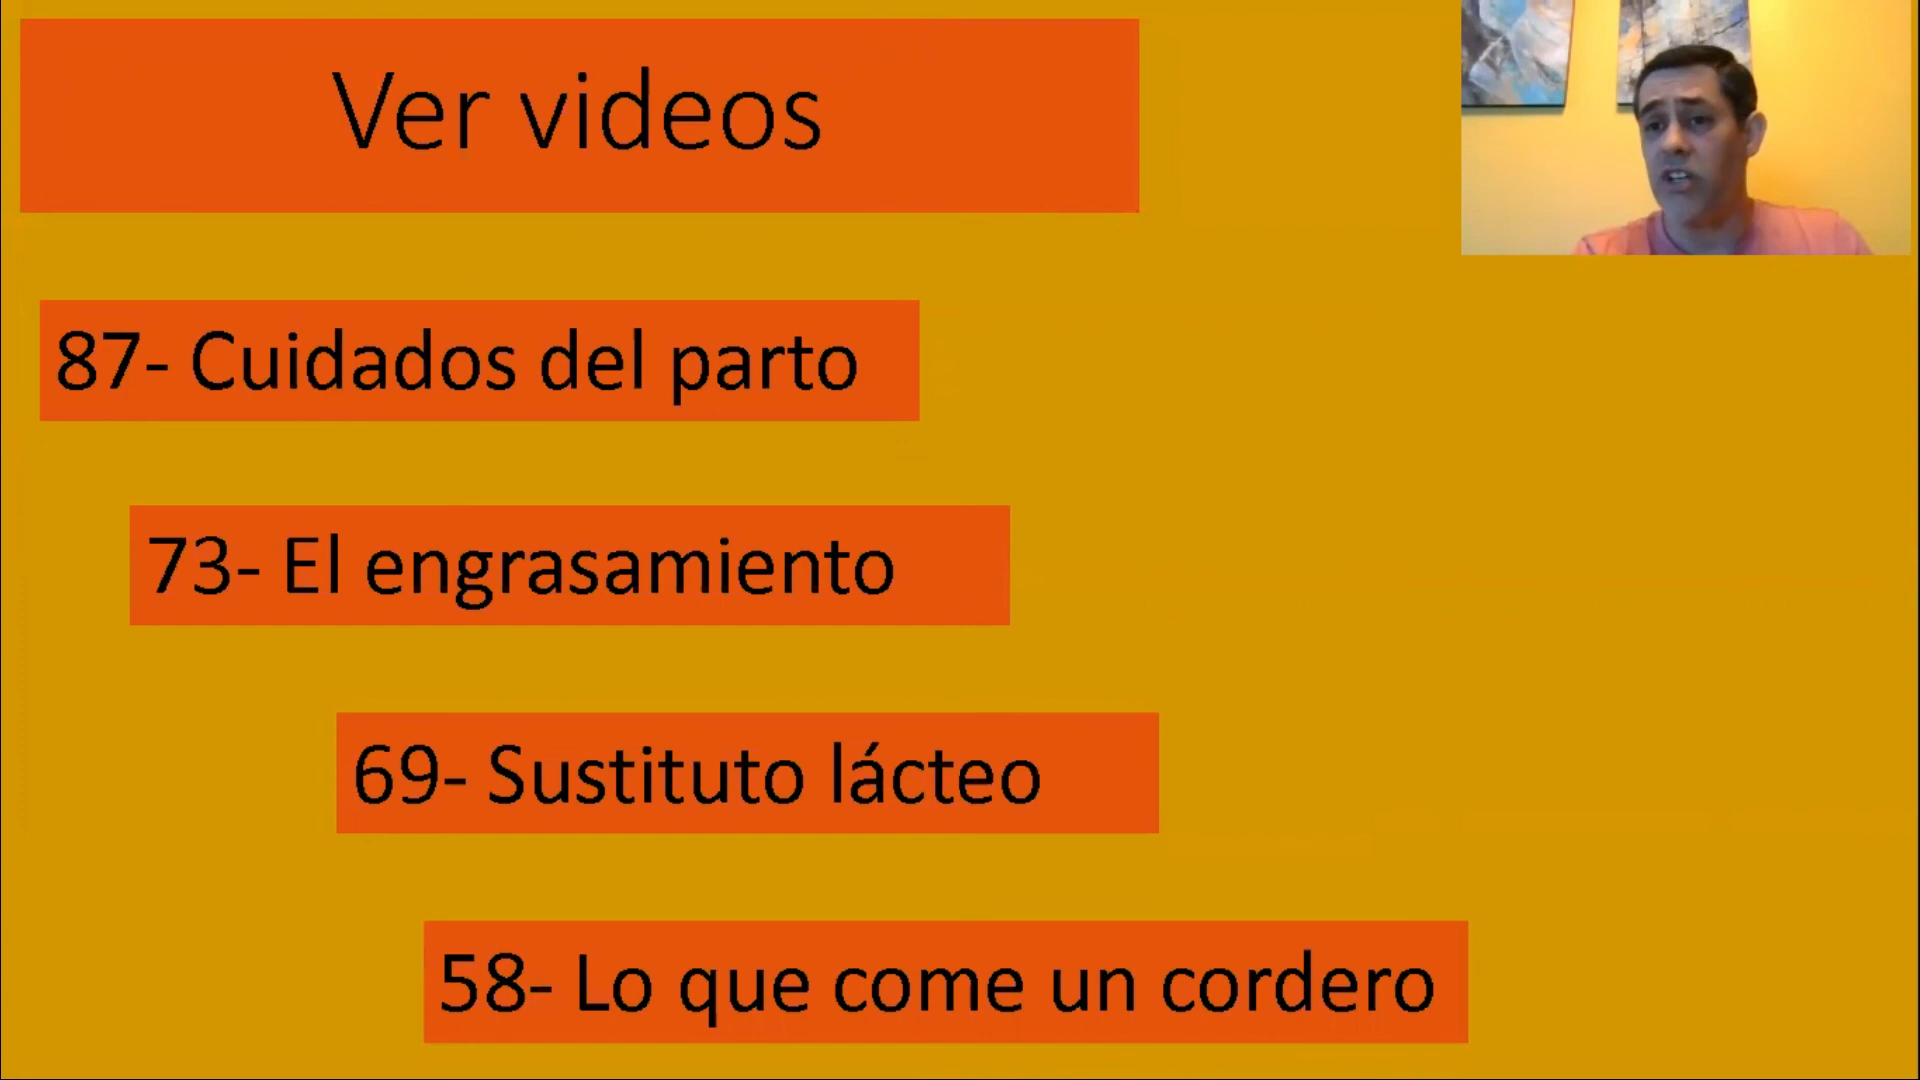 Ver videos
87- Cuidados del parto
73- El engrasamiento
69- Sustituto lácteo
58- Lo que come un cordero